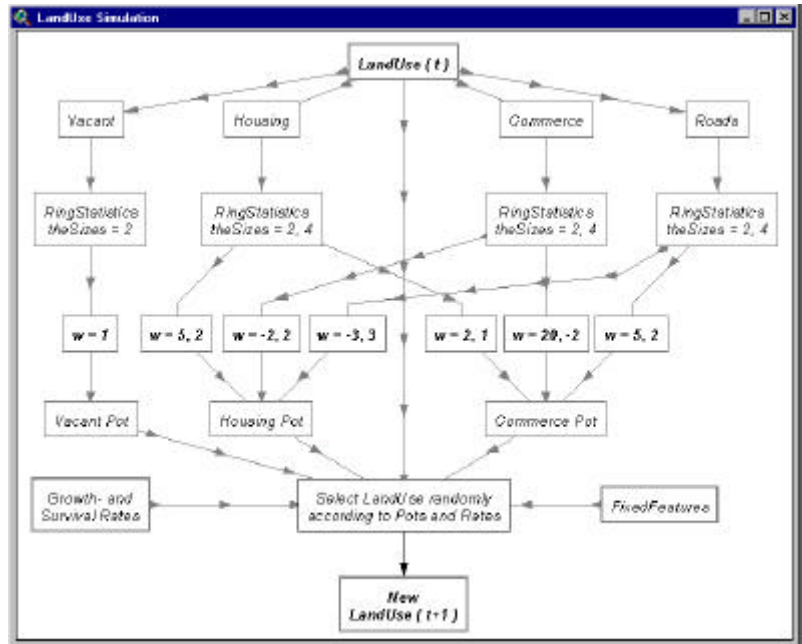 LandUse Simulation
LandUse ( t )
Vacant
Housing
Commerce
Roads
RingStatistics
theSizes = 2
RingStatistics
theSizes = 2, 4
RingStatistics
theSizes = 2, 4
RingStatistics
theSizes = 2, 4
w = 1
w = 5, 2
w = -2, 2
w = -3, 3
w = 2, 1
w = 20, -2
w = 5, 2
Vacant Pot
Housing Pot
Commerce Pot
Growth- and
Survival Rates
Select LandUse randomly
according to Pots and Rates
FixedFeatures
New
LandUse ( t+1 )